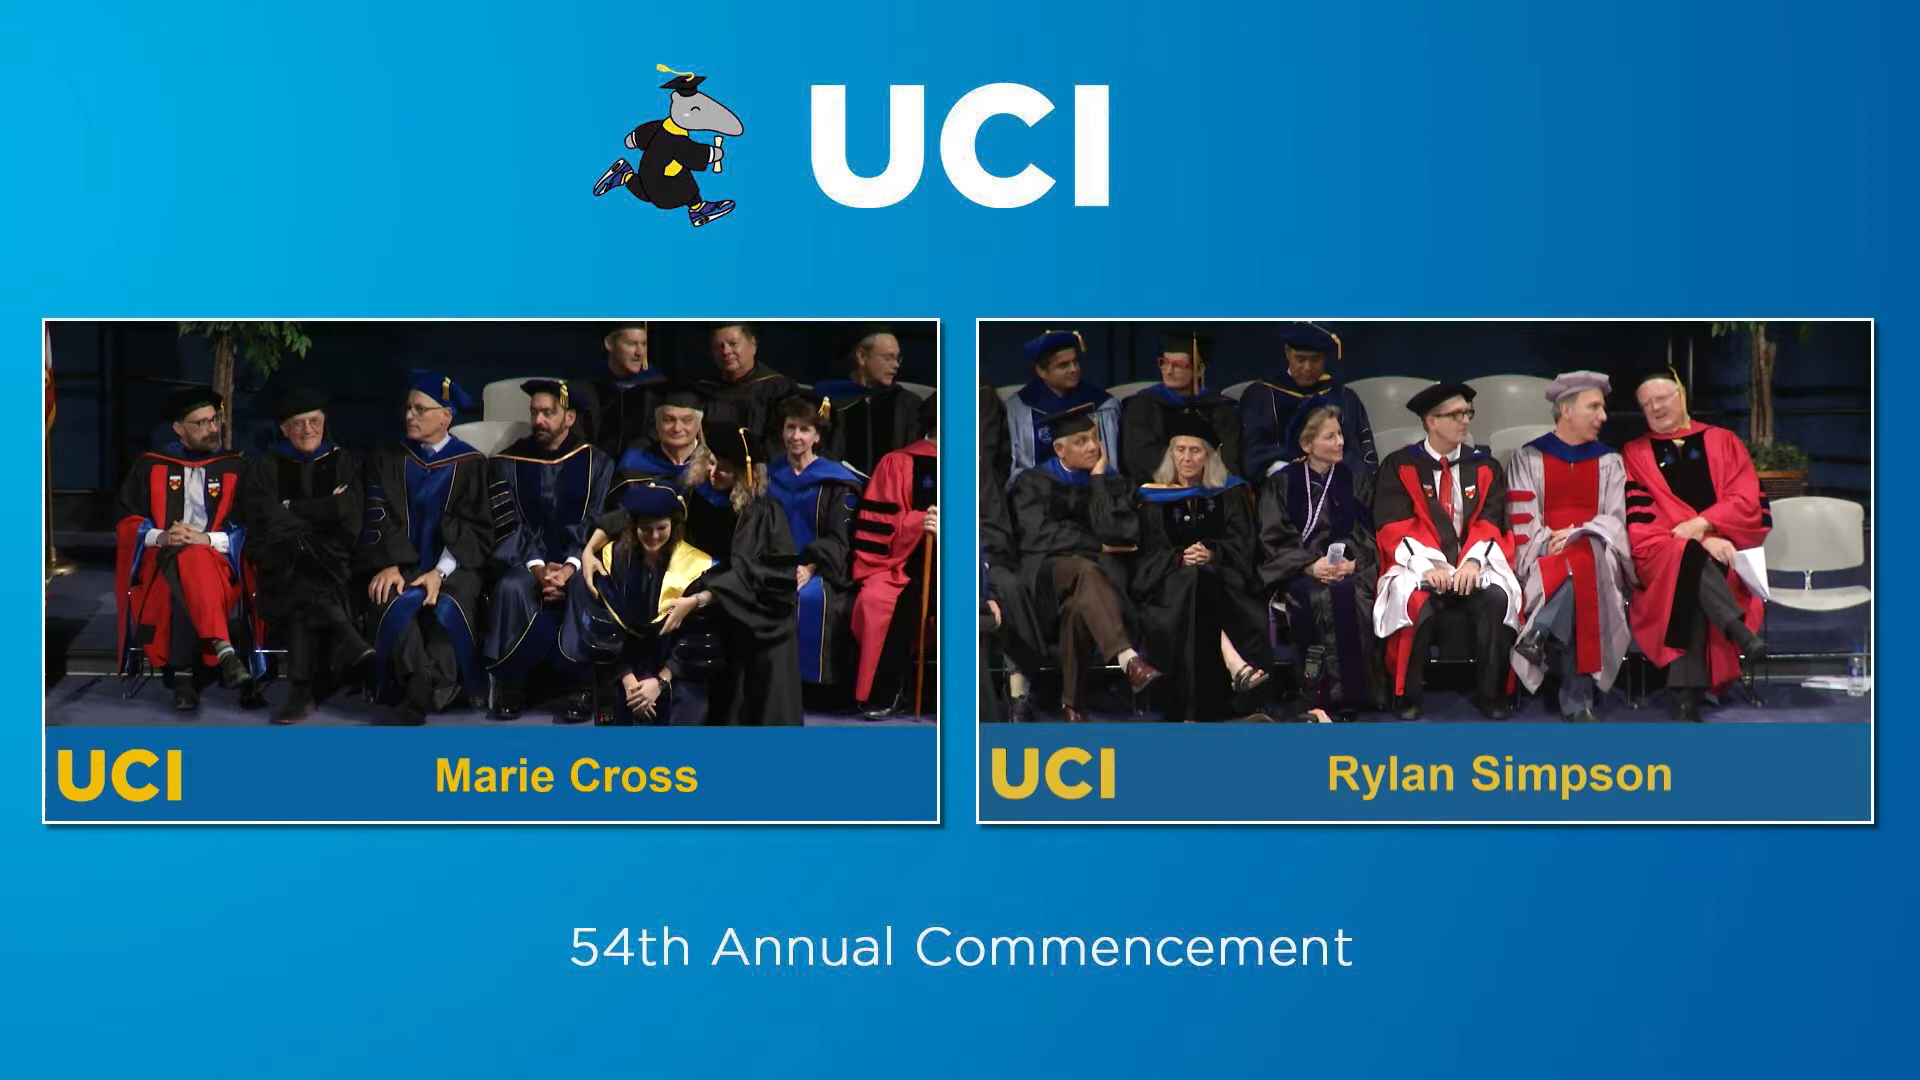 UCI
UCI
Marie Cross
UCI
Rylan Simpson
54th Annual Commencement